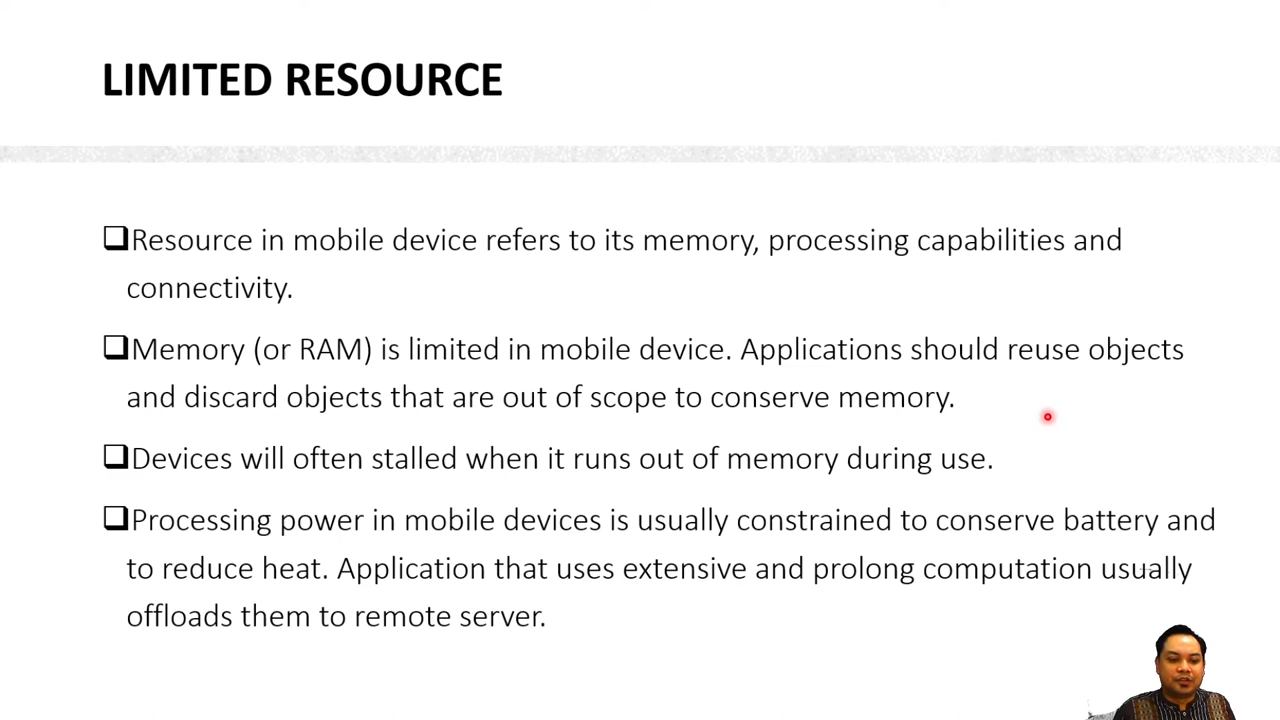 LIMITED RESOURCE
Resource in mobile device refers to its memory, processing capabilities and
connectivity.
Memory (or RAM) is limited in mobile device. Applications should reuse objects
and discard objects that are out of scope to conserve memory.
Devices will often stalled when it runs out of memory during use.
Processing power in mobile devices is usually constrained to conserve battery and
to reduce heat. Application that uses extensive and prolong computation usually
offloads them to remote server.